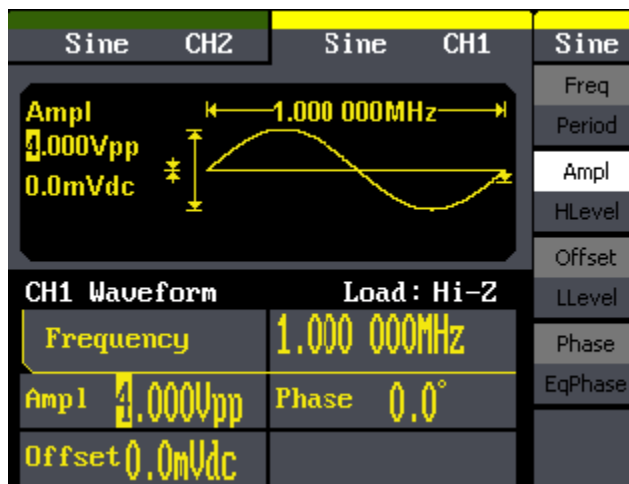 Sine CH2
Sine CH1
Sine
Ampl
4.000Vpp
0.0mVdc
1.000 000MHz
CH1 Waveform
Load: Hi-Z
Frequency
1.000 000MHz
Ampl 4.000Vpp
Phase 0.0°
Offset 0.0mVdc
Freq
Period
Ampl
HLevel
Offset
LLevel
Phase
EqPhase